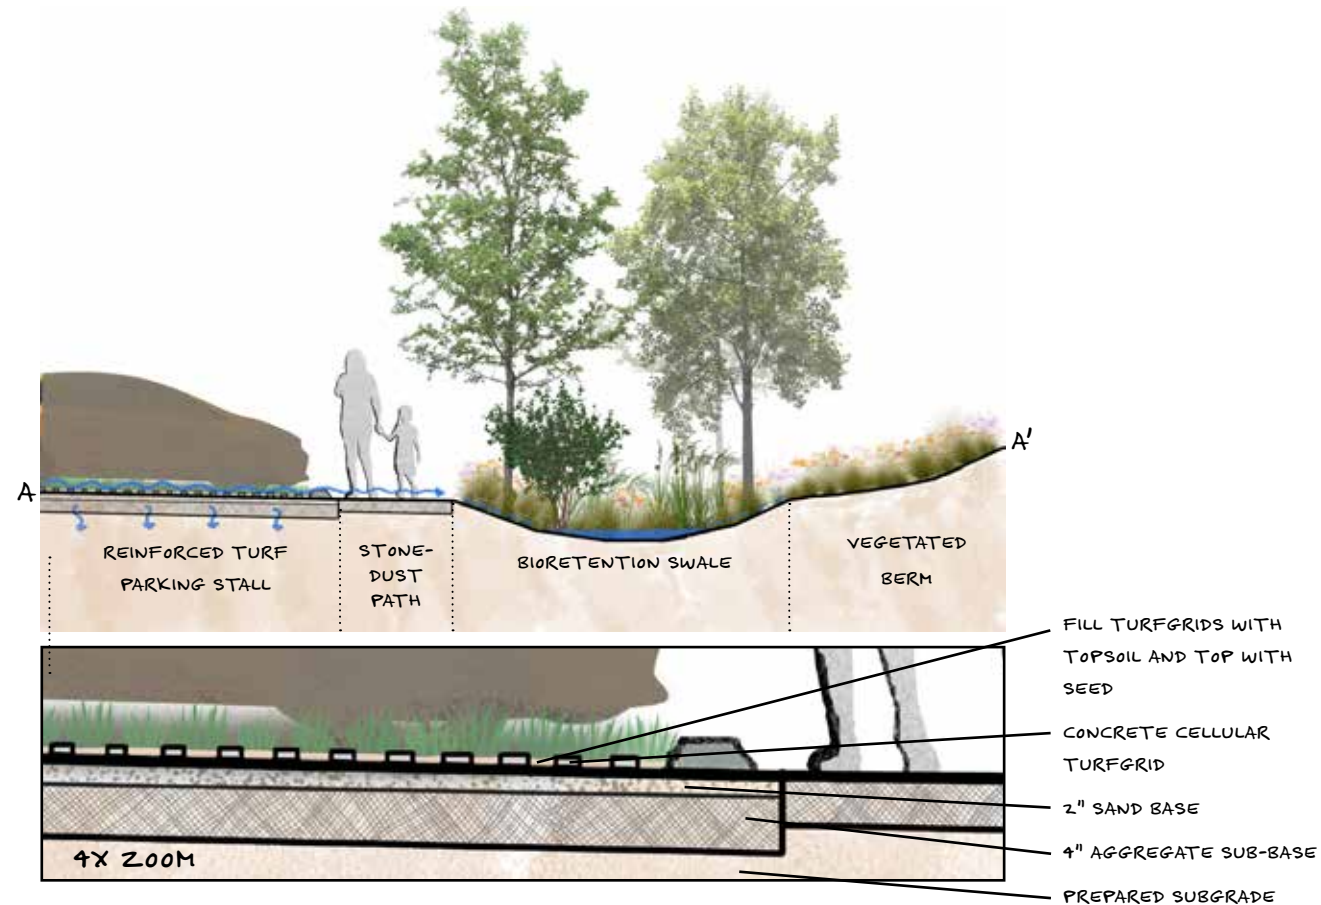 A
A'
REINFORCED TURF
PARKING STALL
STONE-
DUST
PATH
BIORETENTION SWALE
VEGETATED
BERM
FILL TURFGRIDS WITH
TOPSOIL AND TOP WITH
SEED
CONCRETE CELLULAR
TURFGRID
2" SAND BASE
4" AGGREGATE SUB-BASE
PREPARED SUBGRADE
4X ZOOM